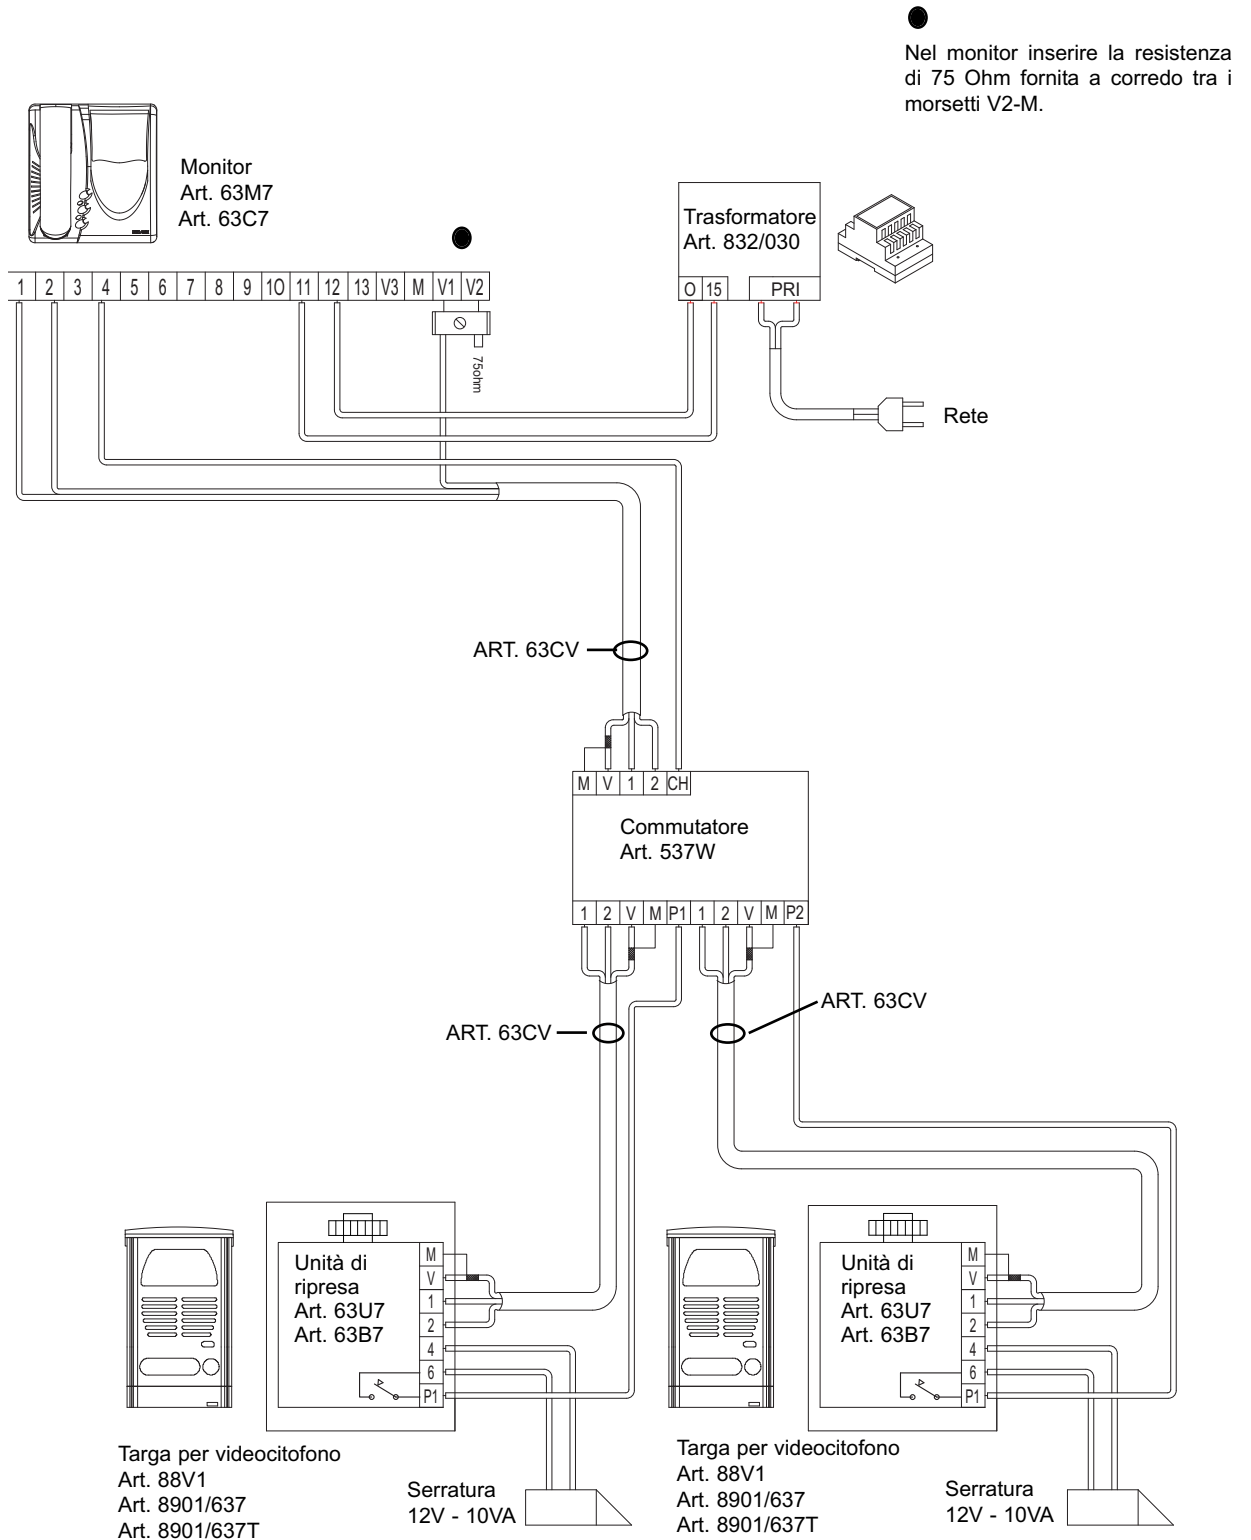 Nel monitor inserire la resistenza
di 75 Ohm fornita a corredo tra i
morsetti V2-M.
Monitor
Art. 63M7
Art. 63C7
Trasformatore
Art. 832/030
O 15 PRI
1 2 3 4 5 6 7 8 9 1O 11 12 13 V3 M V1 V2
75ohm
Rete
ART. 63CV
M V 1 2 CH
Commutatore
Art. 537W
1 2 V M P1 1 2 V M P2
ART. 63CV
ART. 63CV
Unità di
ripresa
Art. 63U7
Art. 63B7
M
V
1
2
4
6
P1
Unità di
ripresa
Art. 63U7
Art. 63B7
M
V
1
2
4
6
P1
Targa per videocitofono
Art. 88V1
Art. 8901/637
Art. 8901/637T
Serratura
12V - 10VA
Targa per videocitofono
Art. 88V1
Art. 8901/637
Art. 8901/637T
Serratura
12V - 10VA